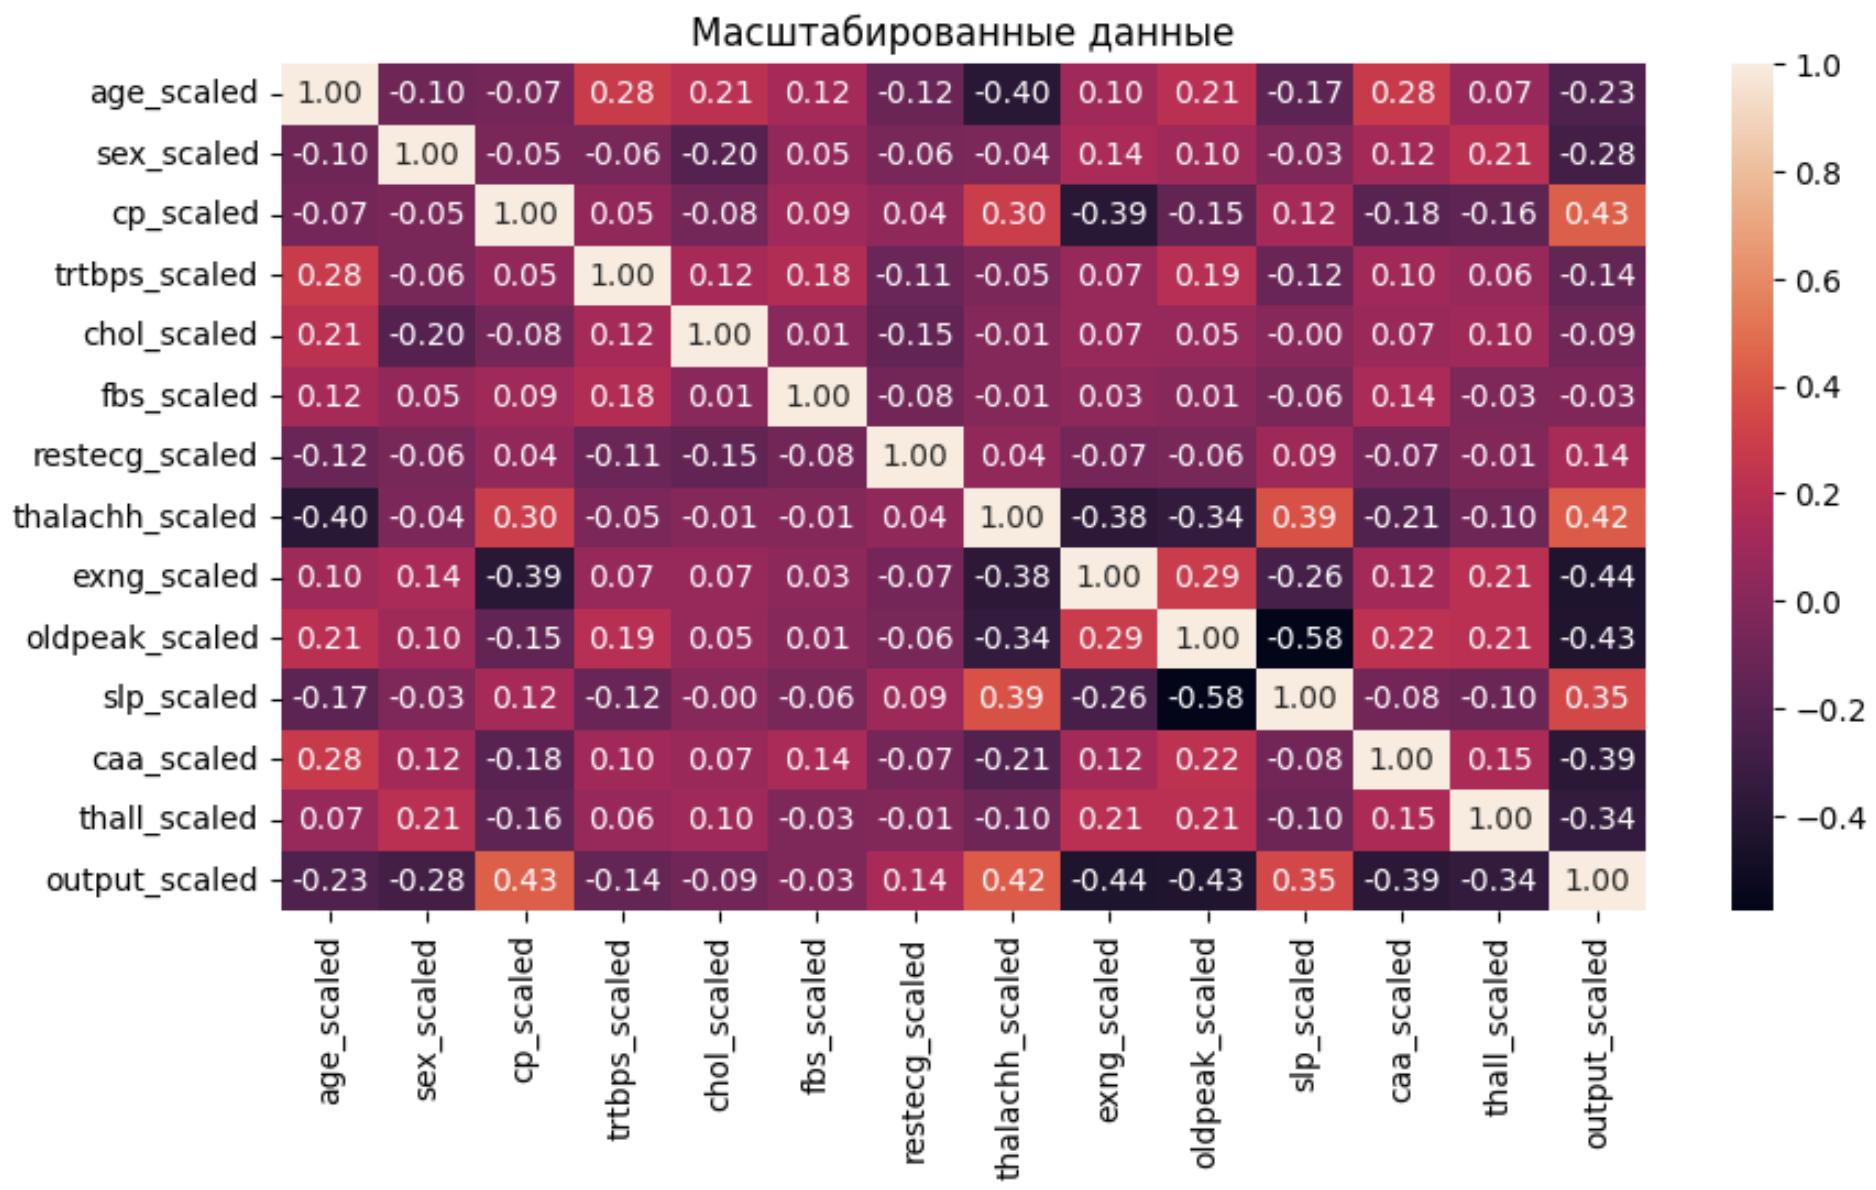 Масштабированные данные
age_scaled 1.00 -0.10 -0.07 0.28 0.21 0.12 -0.12 -0.40 0.10 0.21 -0.17 0.28 0.07 -0.23
sex_scaled -0.10 1.00 -0.05 -0.06 -0.20 0.05 -0.06 -0.04 0.14 0.10 -0.03 0.12 0.21 -0.28
cp_scaled -0.07 -0.05 1.00 0.05 -0.08 0.09 0.04 0.30 -0.39 -0.15 0.12 -0.18 -0.16 0.43
trtbps_scaled 0.28 -0.06 0.05 1.00 0.12 0.18 -0.11 -0.05 0.07 0.19 -0.12 0.10 0.06 -0.14
chol_scaled 0.21 -0.20 -0.08 0.12 1.00 0.01 -0.15 -0.01 0.07 0.05 -0.00 0.07 0.10 -0.09
fbs_scaled 0.12 0.05 0.09 0.18 0.01 1.00 -0.08 -0.01 0.03 0.01 -0.06 0.14 -0.03 -0.03
restecg_scaled -0.12 -0.06 0.04 -0.11 -0.15 -0.08 1.00 0.04 -0.07 -0.06 0.09 -0.07 -0.01 0.14
thalachh_scaled -0.40 -0.04 0.30 -0.05 -0.01 -0.01 0.04 1.00 -0.38 -0.34 0.39 -0.21 -0.10 0.42
exng_scaled 0.10 0.14 -0.39 0.07 0.07 0.03 -0.07 -0.38 1.00 0.29 -0.26 0.12 0.21 -0.44
oldpeak_scaled 0.21 0.10 -0.15 0.19 0.05 0.01 -0.06 -0.34 0.29 1.00 -0.58 0.22 0.21 -0.43
slp_scaled -0.17 -0.03 0.12 -0.12 -0.00 -0.06 0.09 0.39 -0.26 -0.58 1.00 -0.08 -0.10 0.35
caa_scaled 0.28 0.12 -0.18 0.10 0.07 0.14 -0.07 -0.21 0.12 0.22 -0.08 1.00 0.15 -0.39
thall_scaled 0.07 0.21 -0.16 0.06 0.10 -0.03 -0.01 -0.10 0.21 0.21 -0.10 0.15 1.00 -0.34
output_scaled -0.23 -0.28 0.43 -0.14 -0.09 -0.03 0.14 0.42 -0.44 -0.43 0.35 -0.39 -0.34 1.00
age_scaled
sex_scaled
cp_scaled
trtbps_scaled
chol_scaled
fbs_scaled
restecg_scaled
thalachh_scaled
exng_scaled
oldpeak_scaled
slp_scaled
caa_scaled
thall_scaled
output_scaled
1.0
0.8
0.6
0.4
0.2
0.0
−0.2
−0.4